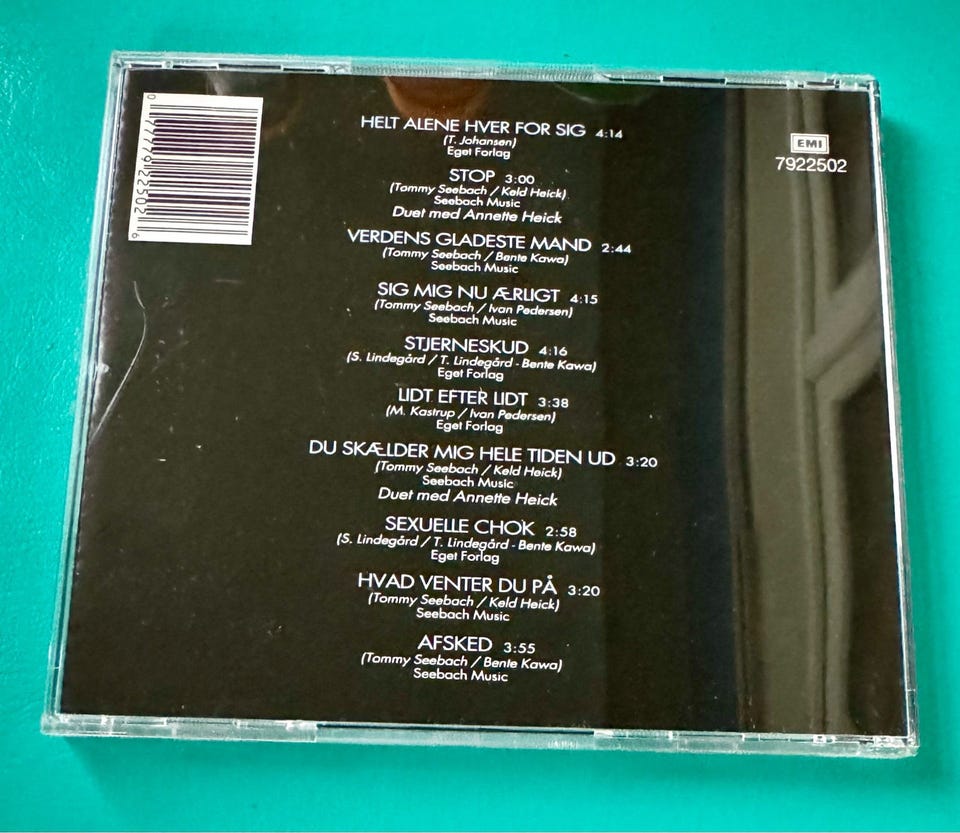 0 77779 22502 6
HELT ALENE HVER FOR SIG 4:14
(T. Johansen)
Eget Forlag
STOP 3:00
(Tommy Seebach / Keld Heick)
Seebach Music
Duet med Annette Heick
VERDENS GLADESTE MAND 2:44
(Tommy Seebach / Bente Kawa)
Seebach Music
SIG MIG NU ÆRLIGT 4:15
(Tommy Seebach / Ivan Pedersen)
Seebach Music
STJERNESKUD 4:16
(S. Lindegård / T. Lindegård - Bente Kawa)
Eget Forlag
LIDT EFTER LIDT 3:38
(M. Kastrup / Ivan Pedersen)
Eget Forlag
DU SKÆLDER MIG HELE TIDEN UD 3:20
(Tommy Seebach / Keld Heick)
Seebach Music
Duet med Annette Heick
SEXUELLE CHOK 2:58
(S. Lindegård / T. Lindegård - Bente Kawa)
Eget Forlag
HVAD VENTER DU PÅ 3:20
(Tommy Seebach / Keld Heick)
Seebach Music
AFSKED 3:55
(Tommy Seebach / Bente Kawa)
Seebach Music
EMI
7922502